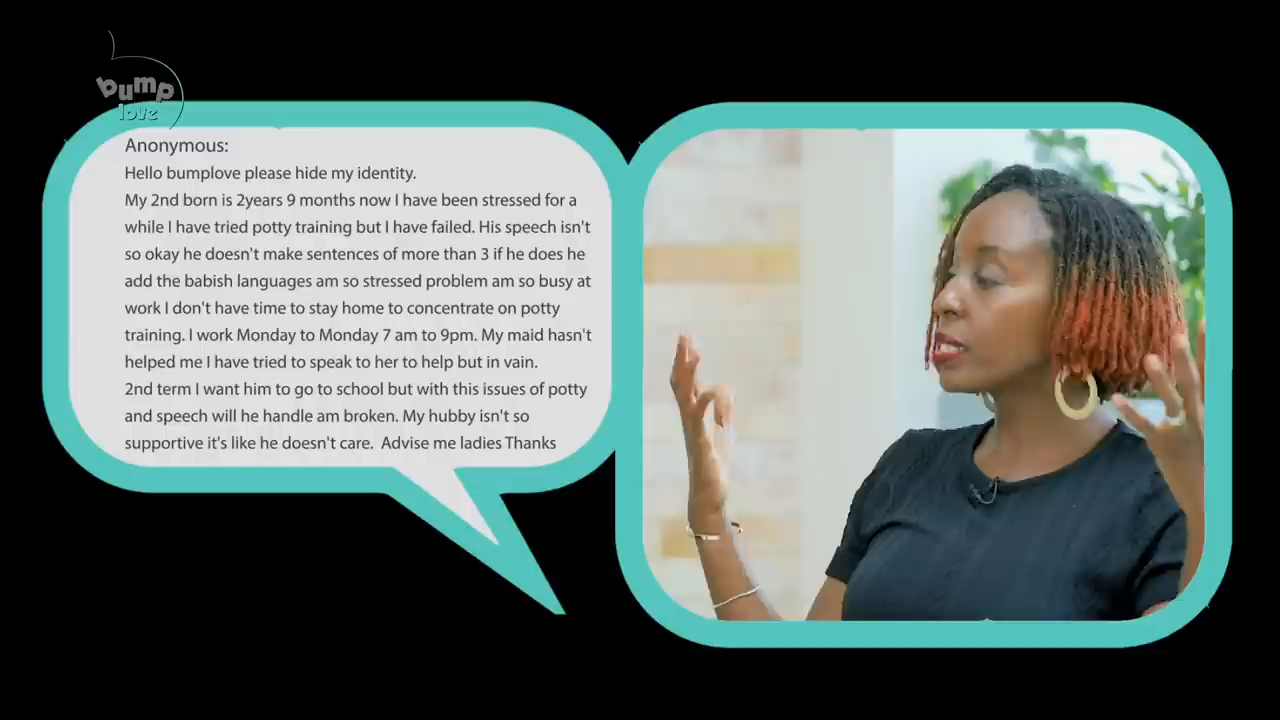 bump
love
Anonymous:
Hello bumplove please hide my identity.
My 2nd born is 2years 9 months now I have been stressed for a
while I have tried potty training but I have failed. His speech isn't
so okay he doesn't make sentences of more than 3 if he does he
add the babish languages am so stressed problem am so busy at
work I don't have time to stay home to concentrate on potty
training. I work Monday to Monday 7 am to 9pm. My maid hasn't
helped me I have tried to speak to her to help but in vain.
2nd term I want him to go to school but with this issues of potty
and speech will he handle am broken. My hubby isn't so
supportive it's like he doesn't care.  Advise me ladies Thanks